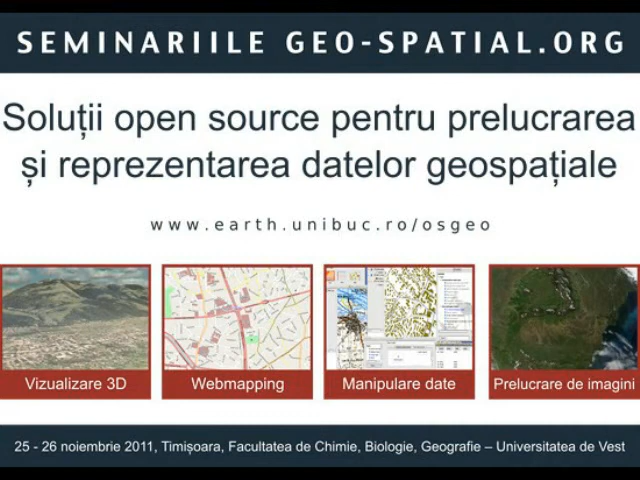 SEMINARIILE GEO-SPATIAL.ORG
Soluții open source pentru prelucrarea
și reprezentarea datelor geospațiale
www.earth.unibuc.ro/osgeo
Vizualizare 3D
Webmapping
Manipulare date
Prelucrare de imagini
25 - 26 noiembrie 2011, Timișoara, Facultatea de Chimie, Biologie, Geografie – Universitatea de Vest